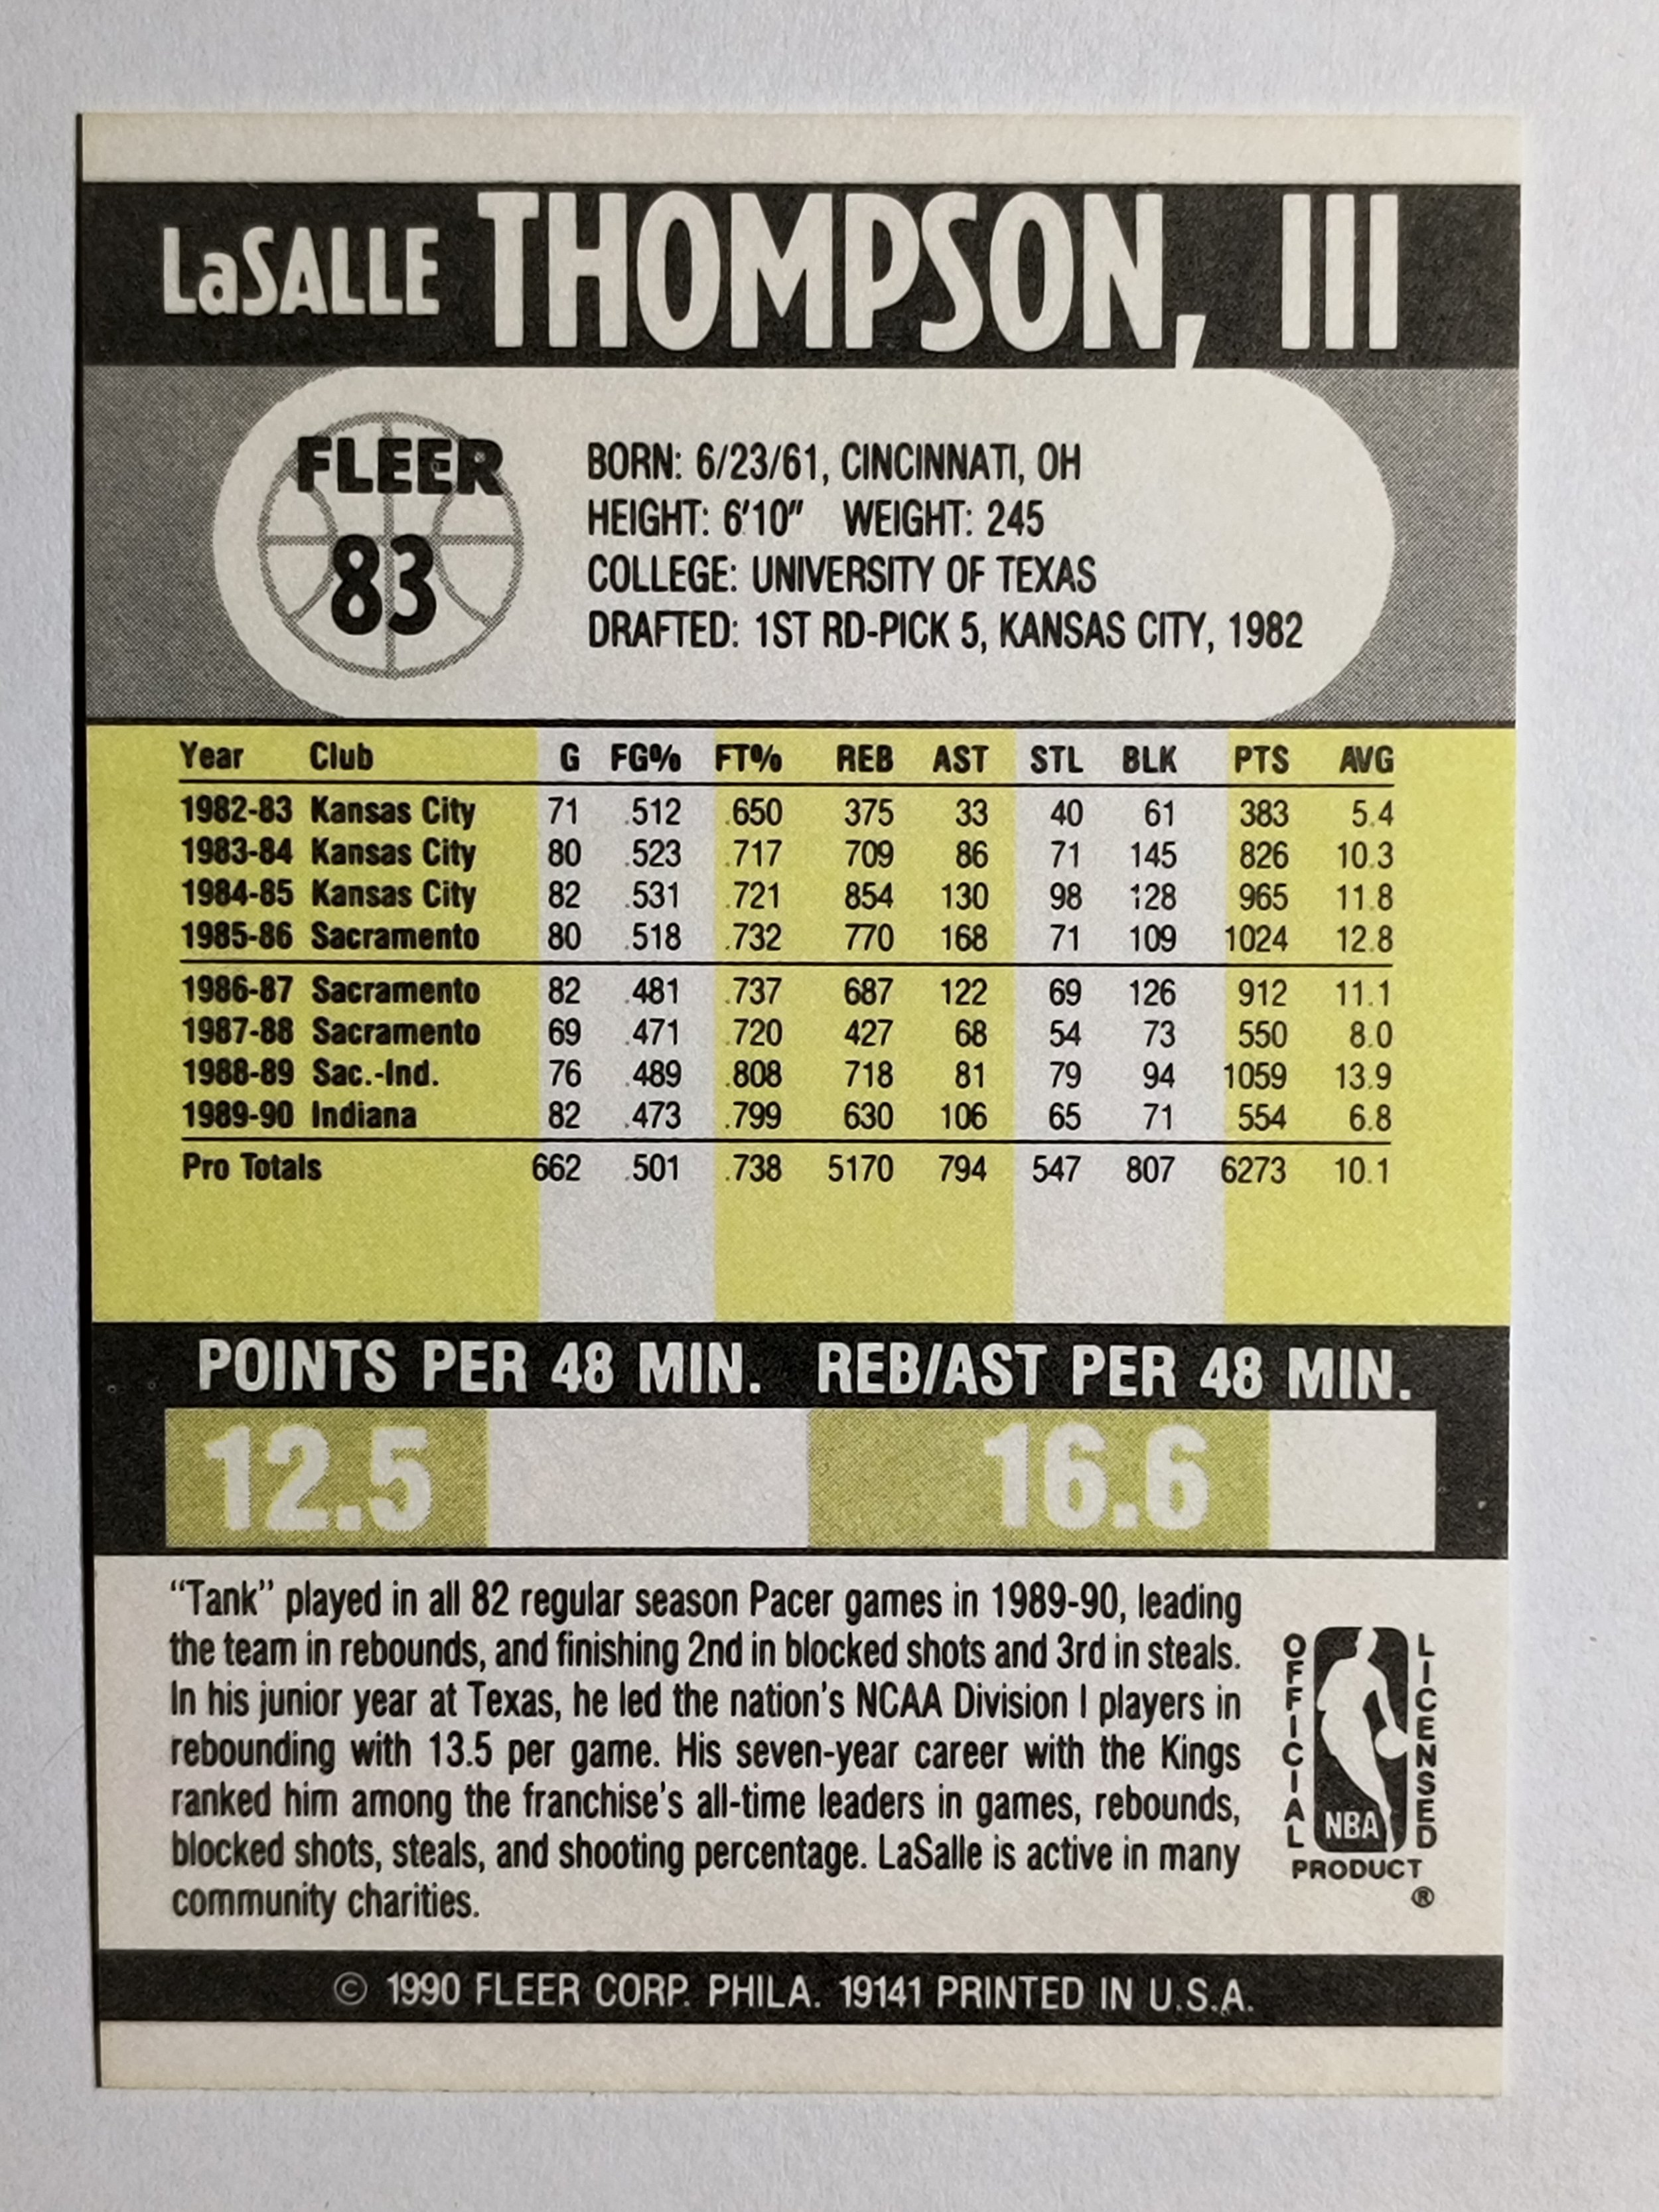 LaSALLE THOMPSON, III
FLEER
83
BORN: 6/23/61, CINCINNATI, OH
HEIGHT: 6'10" WEIGHT: 245
COLLEGE: UNIVERSITY OF TEXAS
DRAFTED: 1ST RD-PICK 5, KANSAS CITY, 1982
Year Club G FG% FT% REB AST STL BLK PTS AVG
1982-83 Kansas City 71 .512 .650 375 33 40 61 383 5.4
1983-84 Kansas City 80 .523 .717 709 86 71 145 826 10.3
1984-85 Kansas City 82 .531 .721 854 130 98 128 965 11.8
1985-86 Sacramento 80 .518 .732 770 168 71 109 1024 12.8
1986-87 Sacramento 82 .481 .737 687 122 69 126 912 11.1
1987-88 Sacramento 69 .471 .720 427 68 54 73 550 8.0
1988-89 Sac.-Ind. 76 .489 .808 718 81 79 94 1059 13.9
1989-90 Indiana 82 .473 .799 630 106 65 71 554 6.8
Pro Totals 662 .501 .738 5170 794 547 807 6273 10.1
POINTS PER 48 MIN. REB/AST PER 48 MIN.
12.5 16.6
"Tank" played in all 82 regular season Pacer games in 1989-90, leading
the team in rebounds, and finishing 2nd in blocked shots and 3rd in steals.
In his junior year at Texas, he led the nation's NCAA Division I players in
rebounding with 13.5 per game. His seven-year career with the Kings
ranked him among the franchise's all-time leaders in games, rebounds,
blocked shots, steals, and shooting percentage. LaSalle is active in many
community charities.
OFFICIAL
NBA
LICENSED
PRODUCT
®
© 1990 FLEER CORP. PHILA. 19141 PRINTED IN U.S.A.